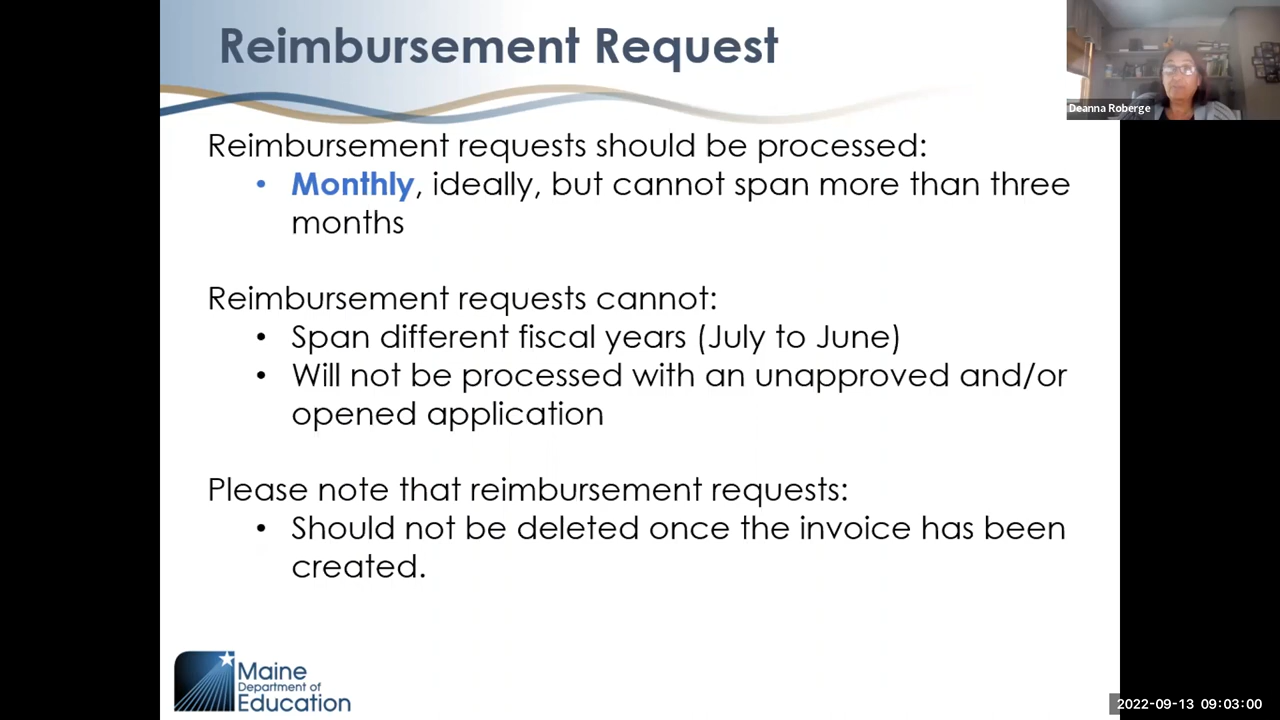 Reimbursement Request
Deanna Roberge
Reimbursement requests should be processed:
• Monthly, ideally, but cannot span more than three
months
Reimbursement requests cannot:
• Span different fiscal years (July to June)
• Will not be processed with an unapproved and/or
opened application
Please note that reimbursement requests:
• Should not be deleted once the invoice has been
created.
Maine
Department of
Education
2022-09-13 09:03:00